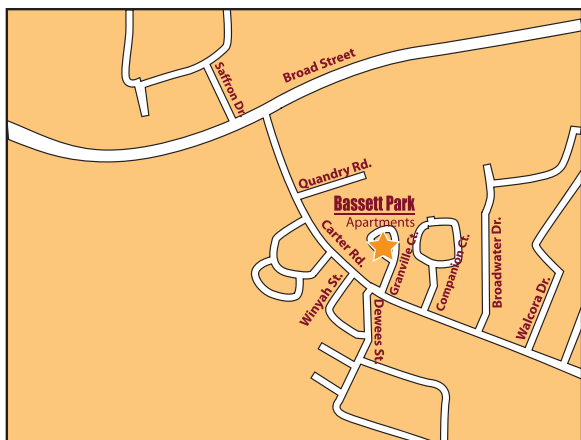 Broad Street
Saffron Dr.
Quandry Rd.
Bassett Park
Apartments
Carter Rd.
Granville Ct.
Companion Ct.
Broadwater Dr.
Winyah St.
Dewees St.
Walcora Dr.